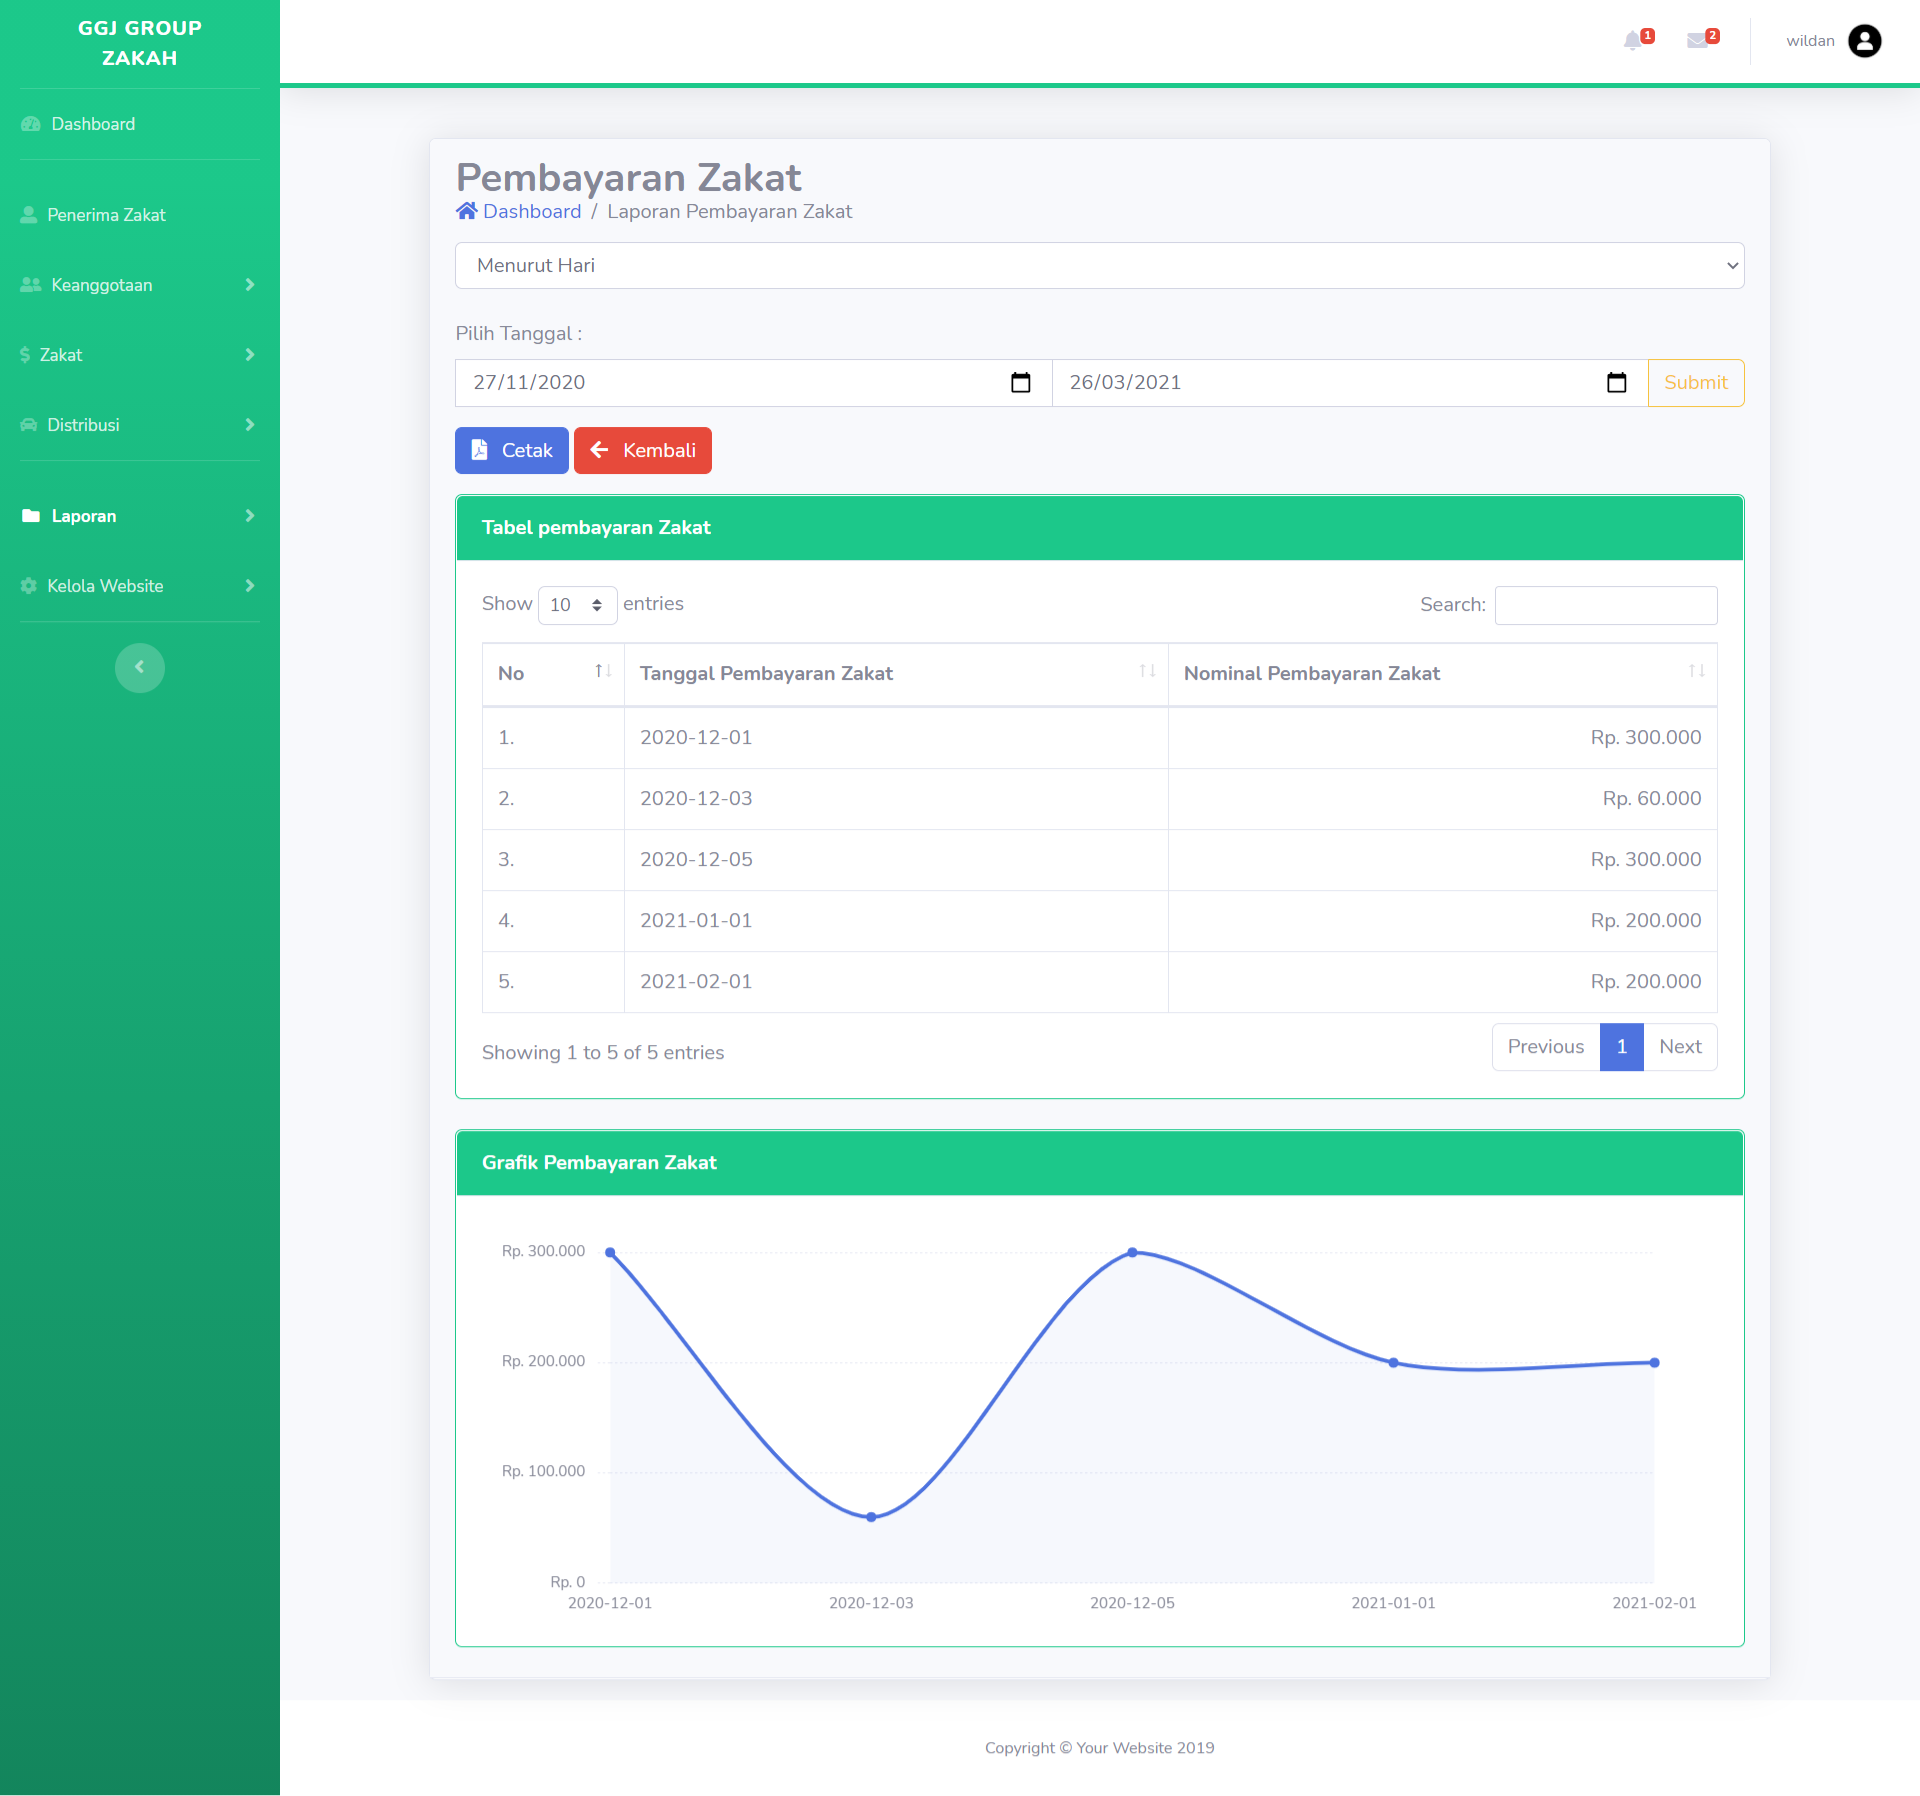 GGJ GROUP
ZAKAH
Dashboard
Penerima Zakat
Keanggotaan
$ Zakat
Distribusi
Laporan
Kelola Website
1
2
wildan
Pembayaran Zakat
Dashboard / Laporan Pembayaran Zakat
Menurut Hari
Pilih Tanggal :
27/11/2020
26/03/2021
Submit
Cetak
Kembali
Tabel pembayaran Zakat
Show 10 entries
Search:
No
Tanggal Pembayaran Zakat
Nominal Pembayaran Zakat
1. 2020-12-01 Rp. 300.000
2. 2020-12-03 Rp. 60.000
3. 2020-12-05 Rp. 300.000
4. 2021-01-01 Rp. 200.000
5. 2021-02-01 Rp. 200.000
Showing 1 to 5 of 5 entries
Previous 1 Next
Grafik Pembayaran Zakat
Rp. 300.000
Rp. 200.000
Rp. 100.000
Rp. 0
2020-12-01 2020-12-03 2020-12-05 2021-01-01 2021-02-01
Copyright © Your Website 2019